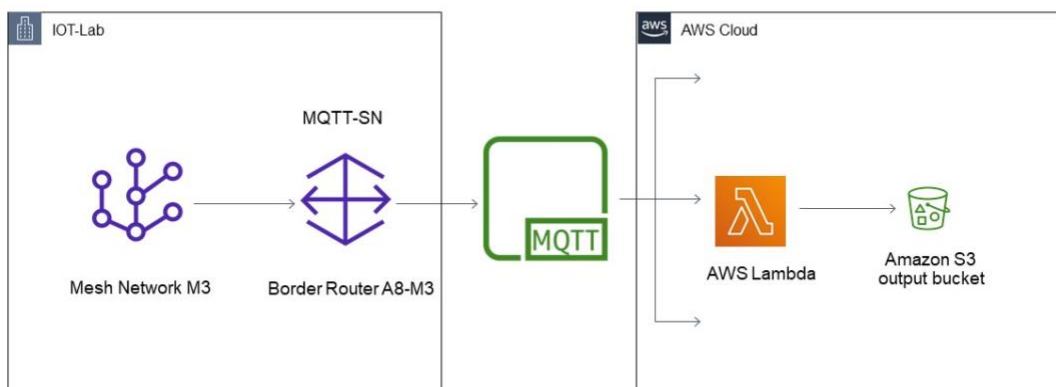 IOT-Lab
aws
AWS Cloud
MQTT-SN
MQTT
Mesh Network M3
Border Router A8-M3
AWS Lambda
Amazon S3
output bucket